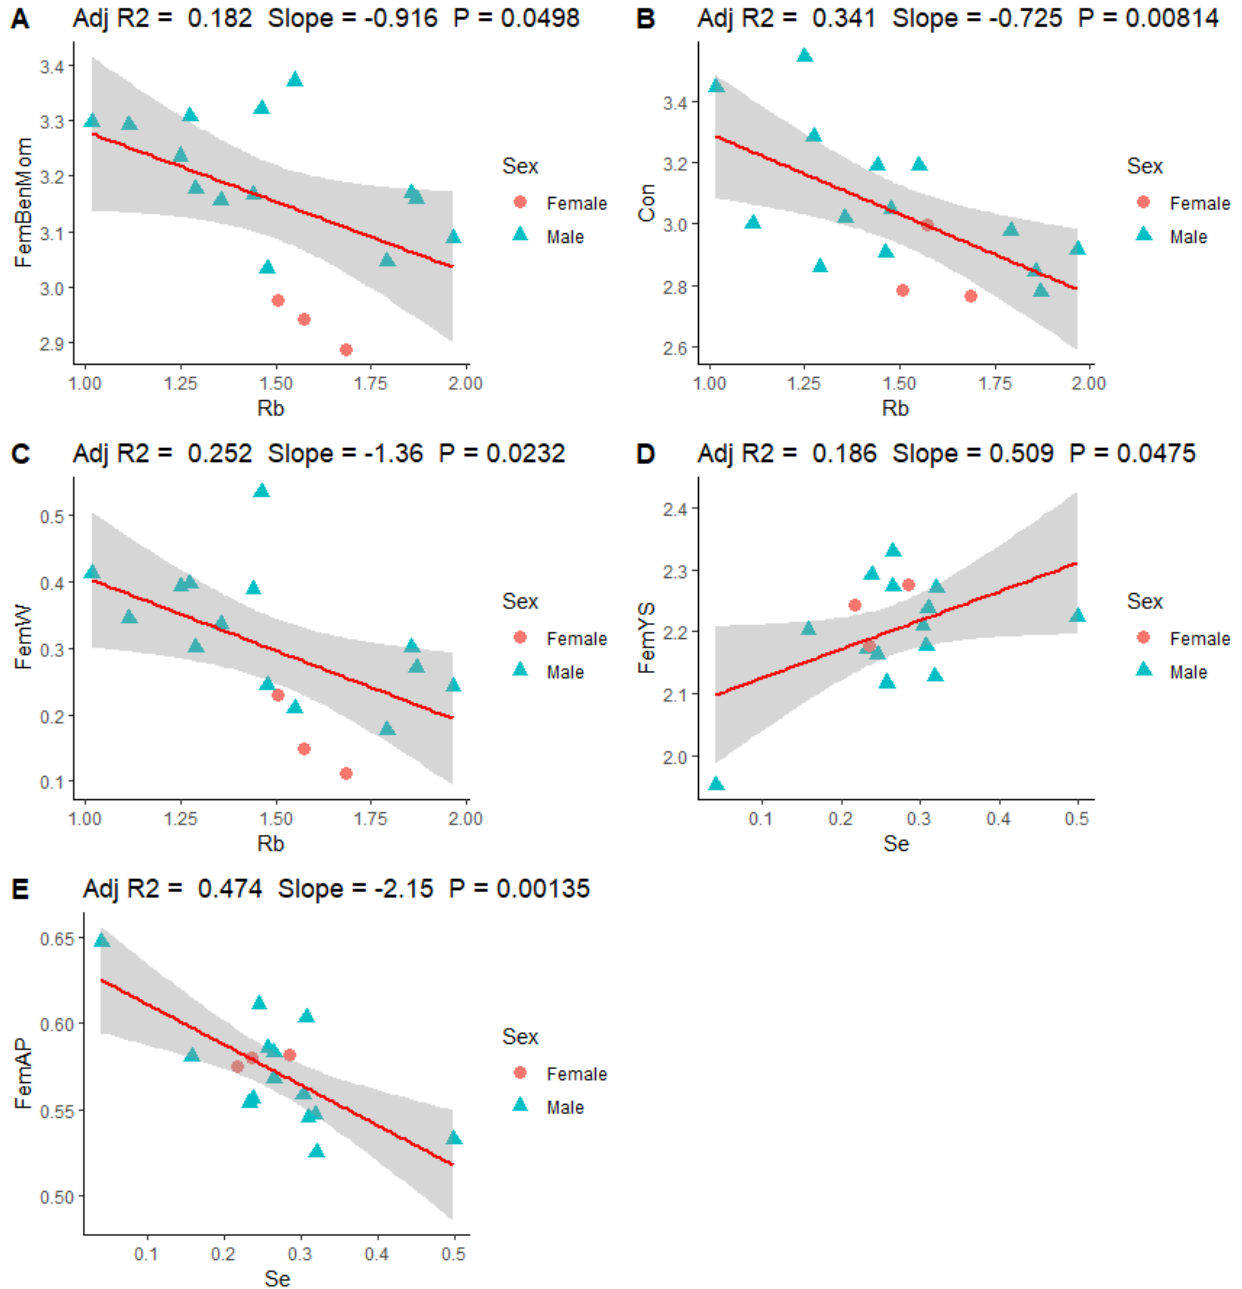 A Adj R2 =  0.182  Slope = -0.916  P = 0.0498
3.4
3.3
3.2
3.1
3.0
2.9
FemBenMom
1.00 1.25 1.50 1.75 2.00
Rb
Sex
Female
Male
B Adj R2 =  0.341  Slope = -0.725  P = 0.00814
3.4
3.2
3.0
2.8
2.6
Con
1.00 1.25 1.50 1.75 2.00
Rb
Sex
Female
Male
C Adj R2 =  0.252  Slope = -1.36  P = 0.0232
0.5
0.4
0.3
0.2
0.1
FemW
1.00 1.25 1.50 1.75 2.00
Rb
Sex
Female
Male
D Adj R2 =  0.186  Slope = 0.509  P = 0.0475
2.4
2.3
2.2
2.1
2.0
FemYS
0.1 0.2 0.3 0.4 0.5
Se
Sex
Female
Male
E Adj R2 =  0.474  Slope = -2.15  P = 0.00135
0.65
0.60
0.55
0.50
FemAP
0.1 0.2 0.3 0.4 0.5
Se
Sex
Female
Male